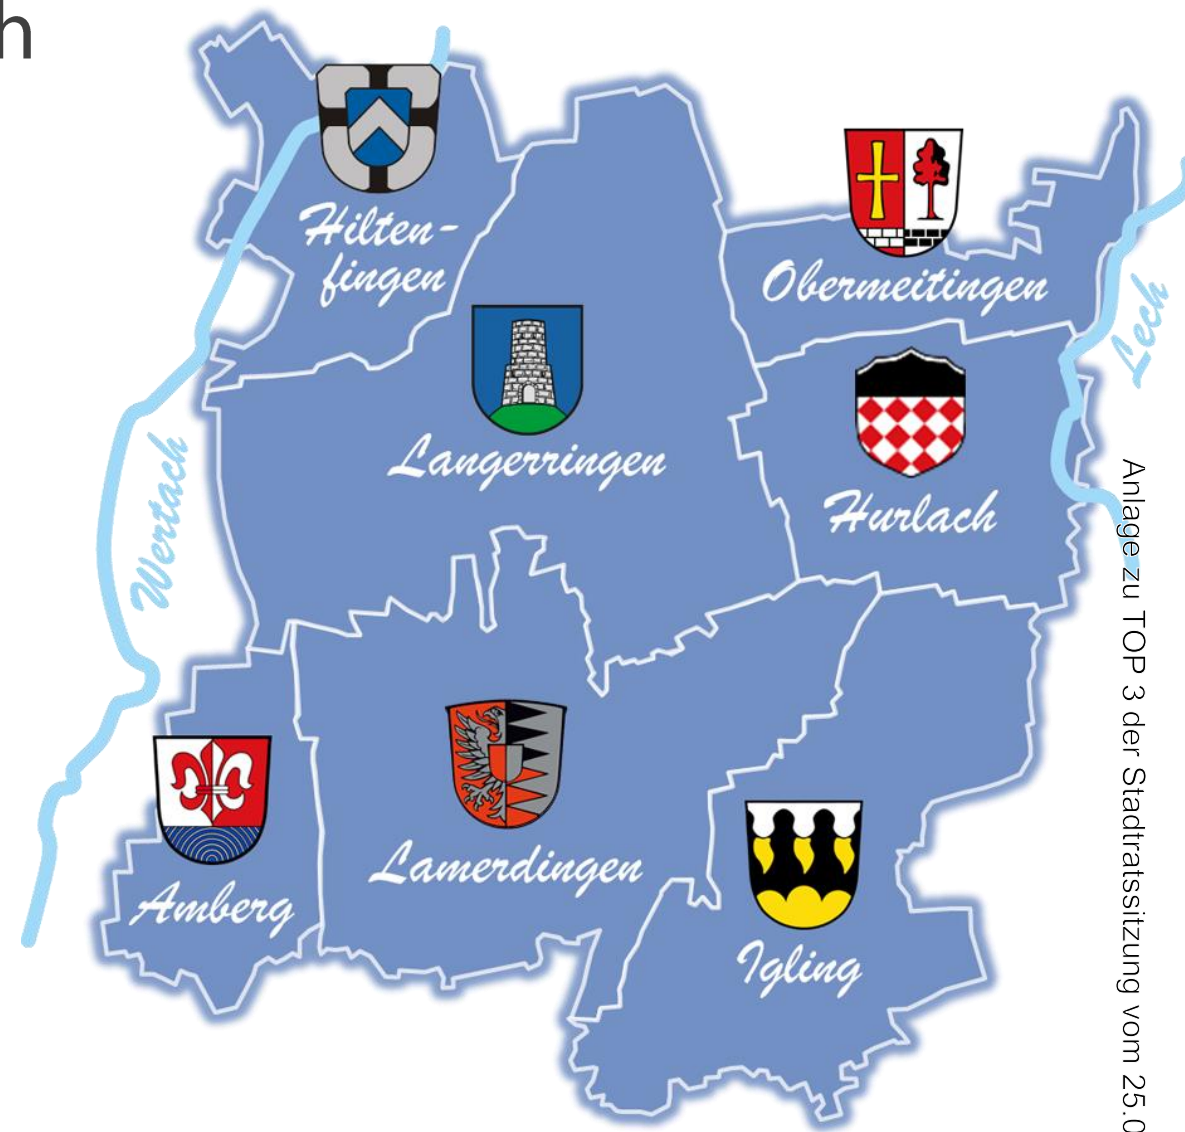 h
Hilten-
fingen
Obermeitingen
Lech
Langerringen
Hurlach
Wertach
Lamerdingen
Amberg
Igling
Anlage zu TOP 3 der Stadtratssitzung vom 25.0